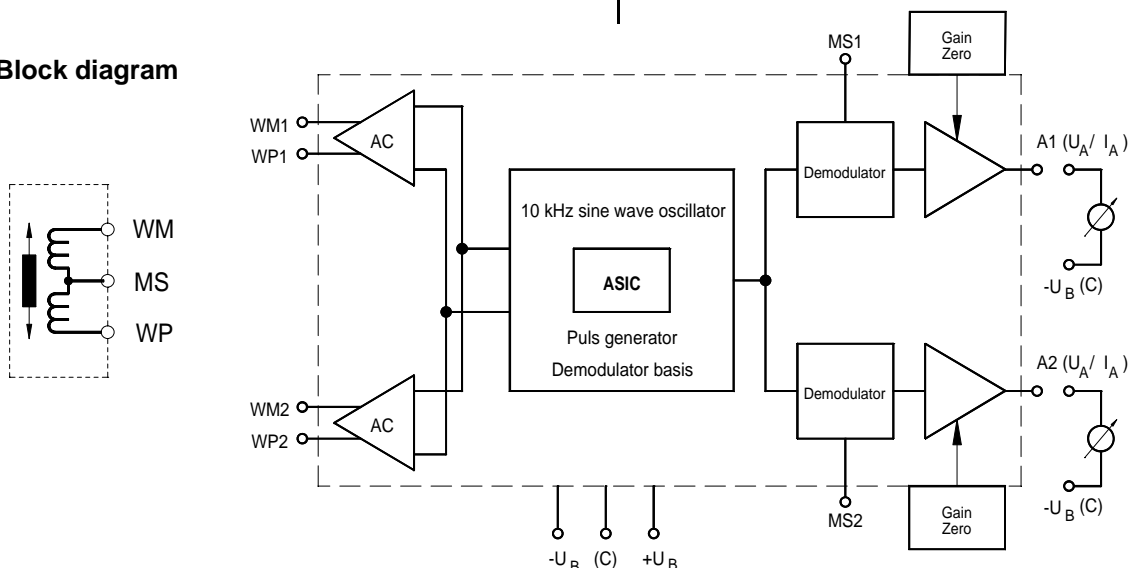 Block diagram
WM
MS
WP
WM1
WP1
AC
WM2
WP2
AC
10 kHz sine wave oscillator
ASIC
Puls generator
Demodulator basis
MS1
Demodulator
Gain
Zero
A1 (U_A/ I_A)
-U_B (C)
Demodulator
MS2
Gain
Zero
A2 (U_A/ I_A)
-U_B (C)
-U_B (C) +U_B